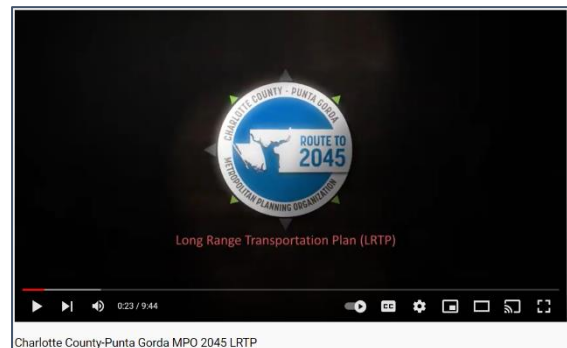 CHARLOTTE COUNTY - PUNTA GORDA
ROUTE TO
2045
METROPOLITAN PLANNING ORGANIZATION
Long Range Transportation Plan (LRTP)
0:23 / 9:44
CC
Charlotte County-Punta Gorda MPO 2045 LRTP